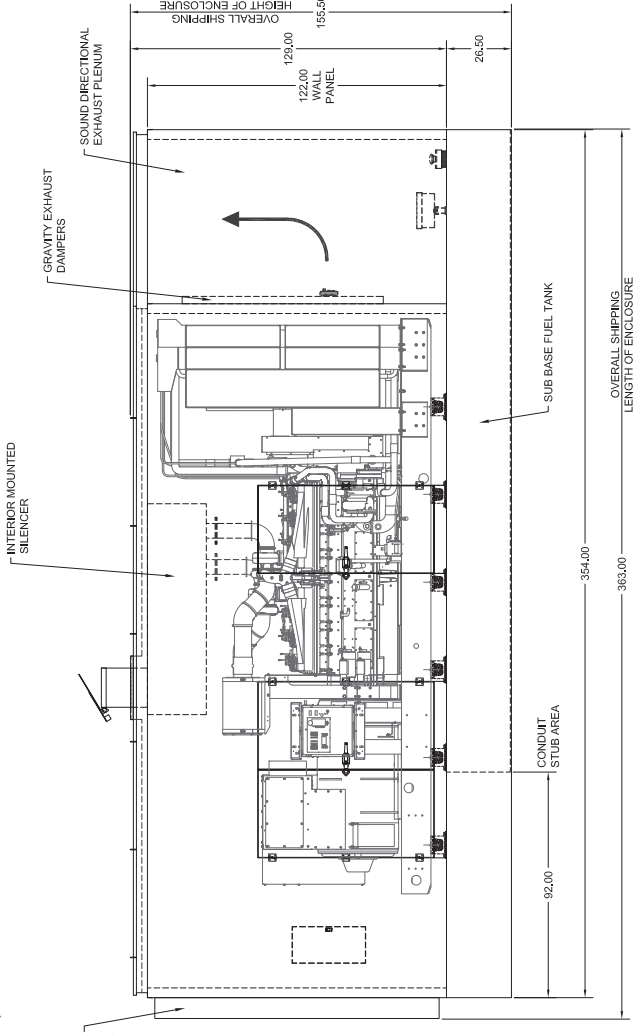 INTERIOR MOUNTED
SILENCER
GRAVITY EXHAUST
DAMPERS
SOUND DIRECTIONAL
EXHAUST PLENUM
122.00
WALL
PANEL
129.00
26.50
155.50
OVERALL SHIPPING
HEIGHT OF ENCLOSURE
CONDUIT
STUB AREA
92.00
SUB BASE FUEL TANK
354.00
OVERALL SHIPPING
LENGTH OF ENCLOSURE
363.00